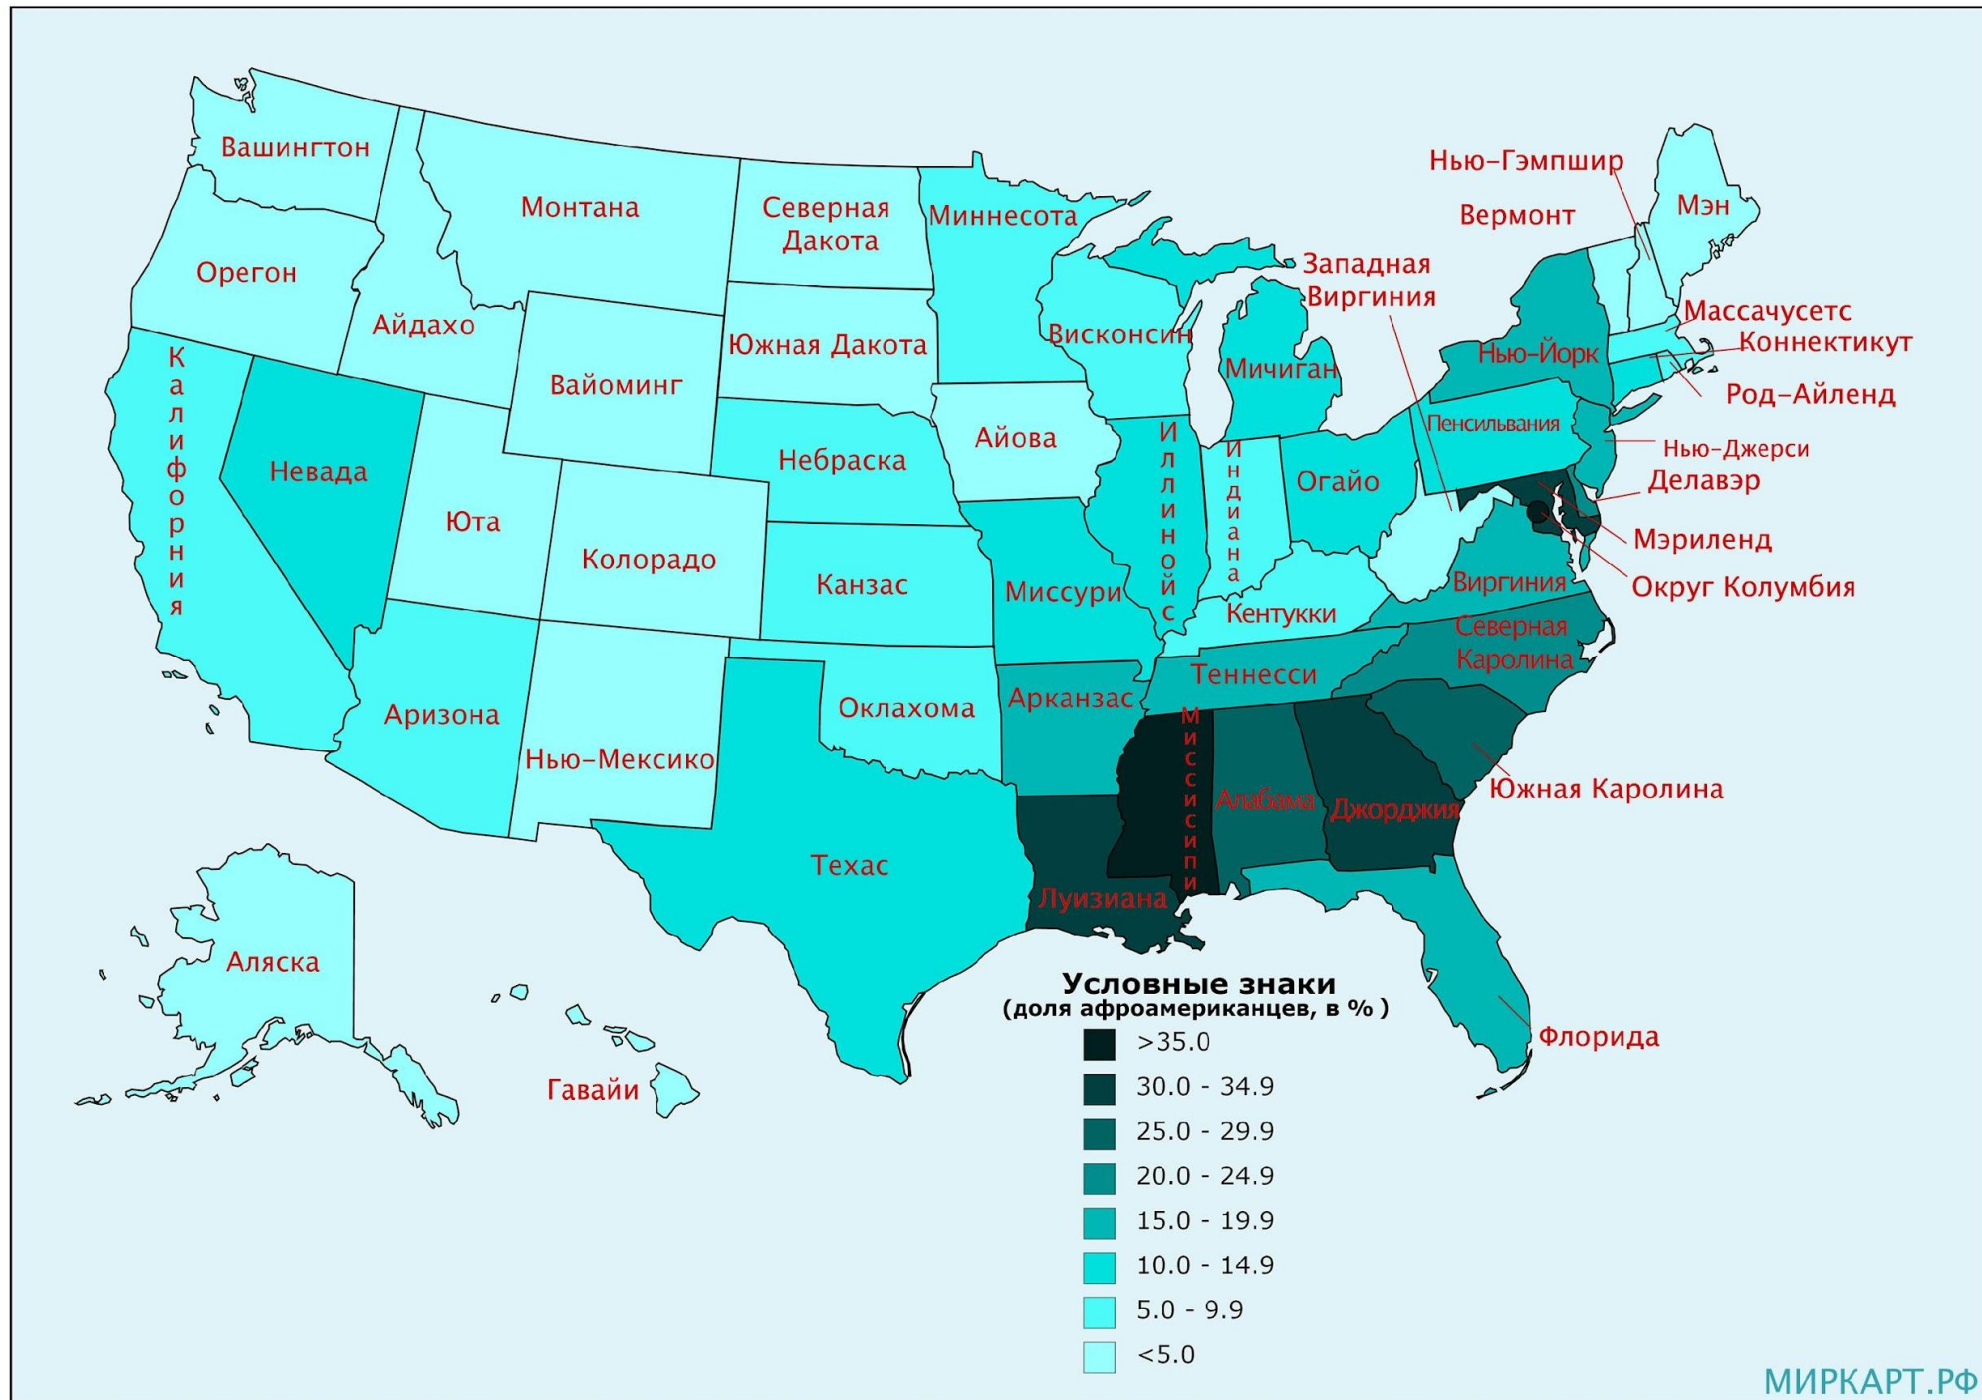 Вашингтон
Орегон
Калифорния
Невада
Айдахо
Монтана
Вайоминг
Юта
Колорадо
Аризона
Нью-Мексико
Северная
Дакота
Южная Дакота
Небраска
Канзас
Оклахома
Техас
Миннесота
Айова
Миссури
Арканзас
Луизиана
Висконсин
Иллинойс
Мичиган
Индиана
Огайо
Кентукки
Теннесси
Миссисипи
Алабама
Джорджия
Флорида
Южная Каролина
Северная
Каролина
Виргиния
Западная
Виргиния
Округ Колумбия
Мэриленд
Делавэр
Нью-Джерси
Пенсильвания
Нью-Йорк
Род-Айленд
Коннектикут
Массачусетс
Вермонт
Нью-Гэмпшир
Мэн
Аляска
Гавайи
Условные знаки
(доля афроамериканцев, в % )
>35.0
30.0 - 34.9
25.0 - 29.9
20.0 - 24.9
15.0 - 19.9
10.0 - 14.9
5.0 - 9.9
<5.0
МИРКАРТ.РФ